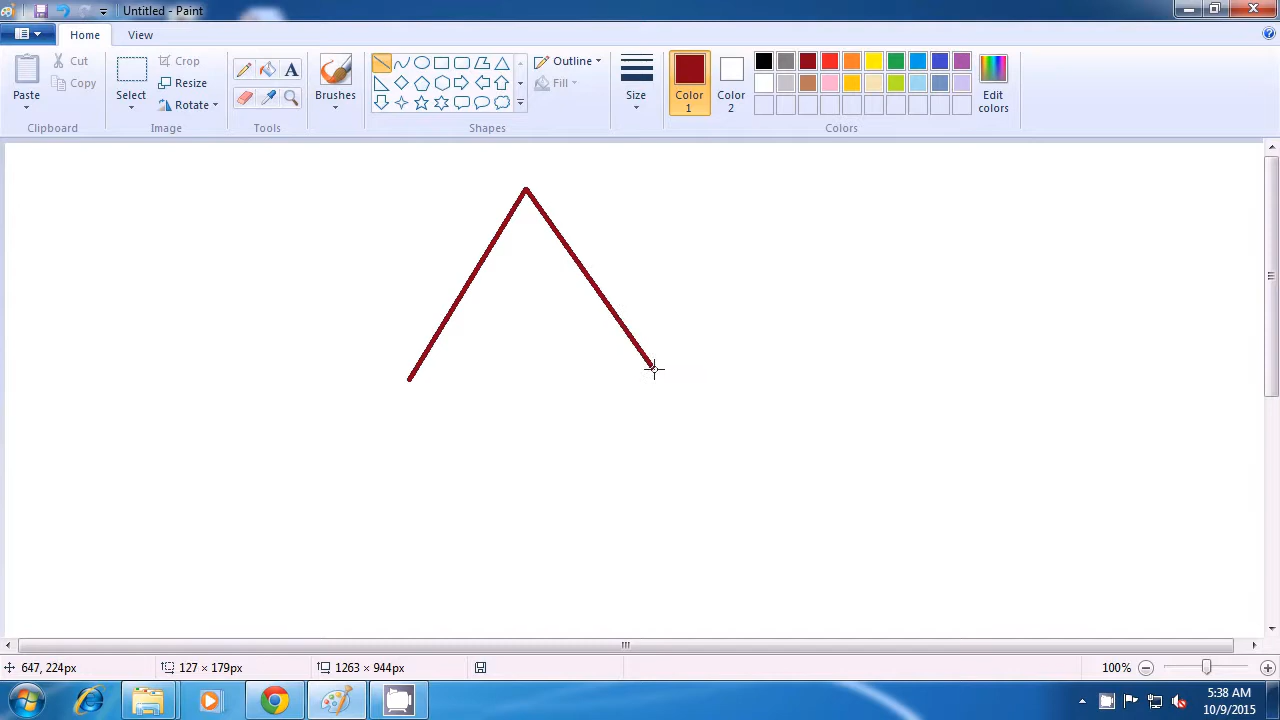 Untitled - Paint
Home View
Paste
Cut
Copy
Clipboard
Select
Crop
Resize
Rotate
Image
A
Tools
Brushes
Shapes
Outline
Fill
Size
Color 1
Color 2
Edit colors
Colors
647, 224px
127 × 179px
1263 × 944px
100%
5:38 AM
10/9/2015